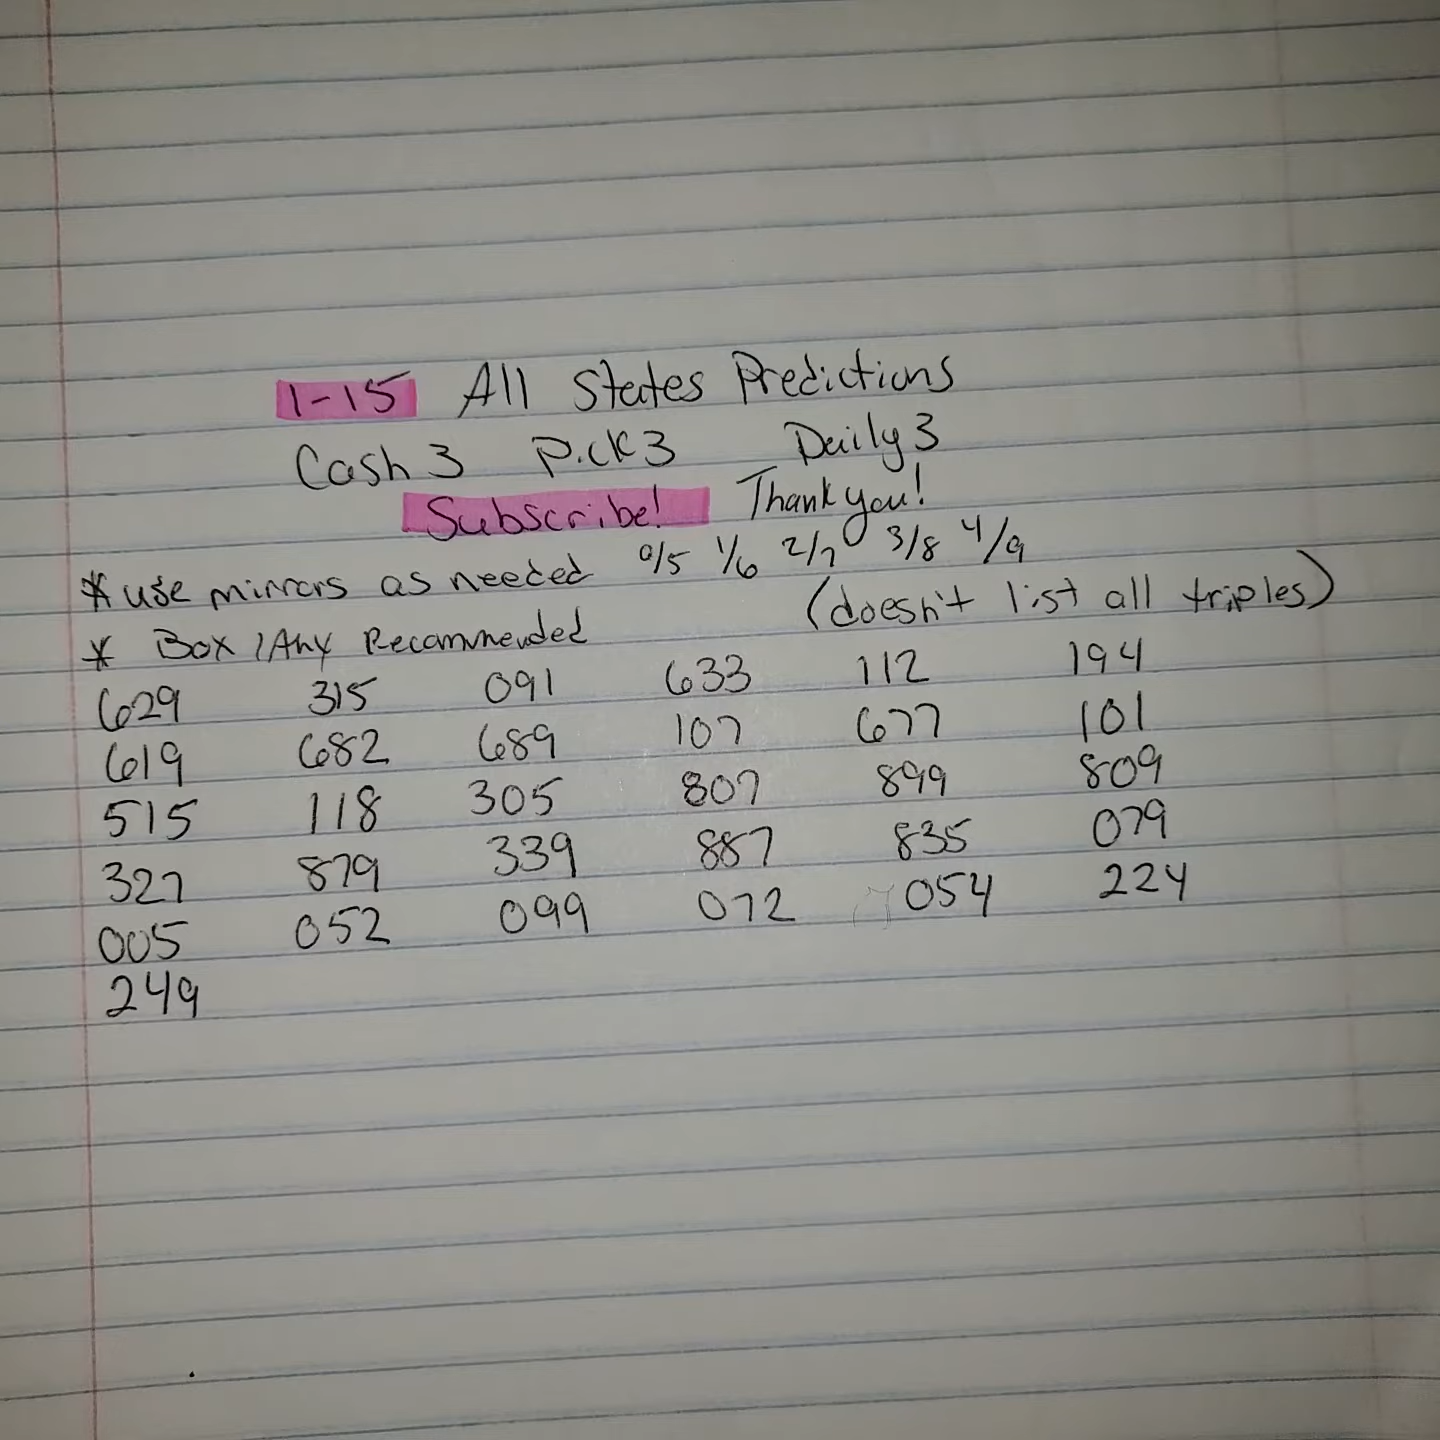 1-15 All States Predictions
Cash 3 Pick 3 Daily 3
Subscribe! Thank you!
* use mirrors as needed 0/5 1/6 2/7 3/8 4/9
* Box / Any Recommended (doesn't list all triples)
629 315 091 633 112 194
619 682 689 107 677 101
515 118 305 807 899 809
327 879 339 887 835 079
005 052 099 072 054 224
249